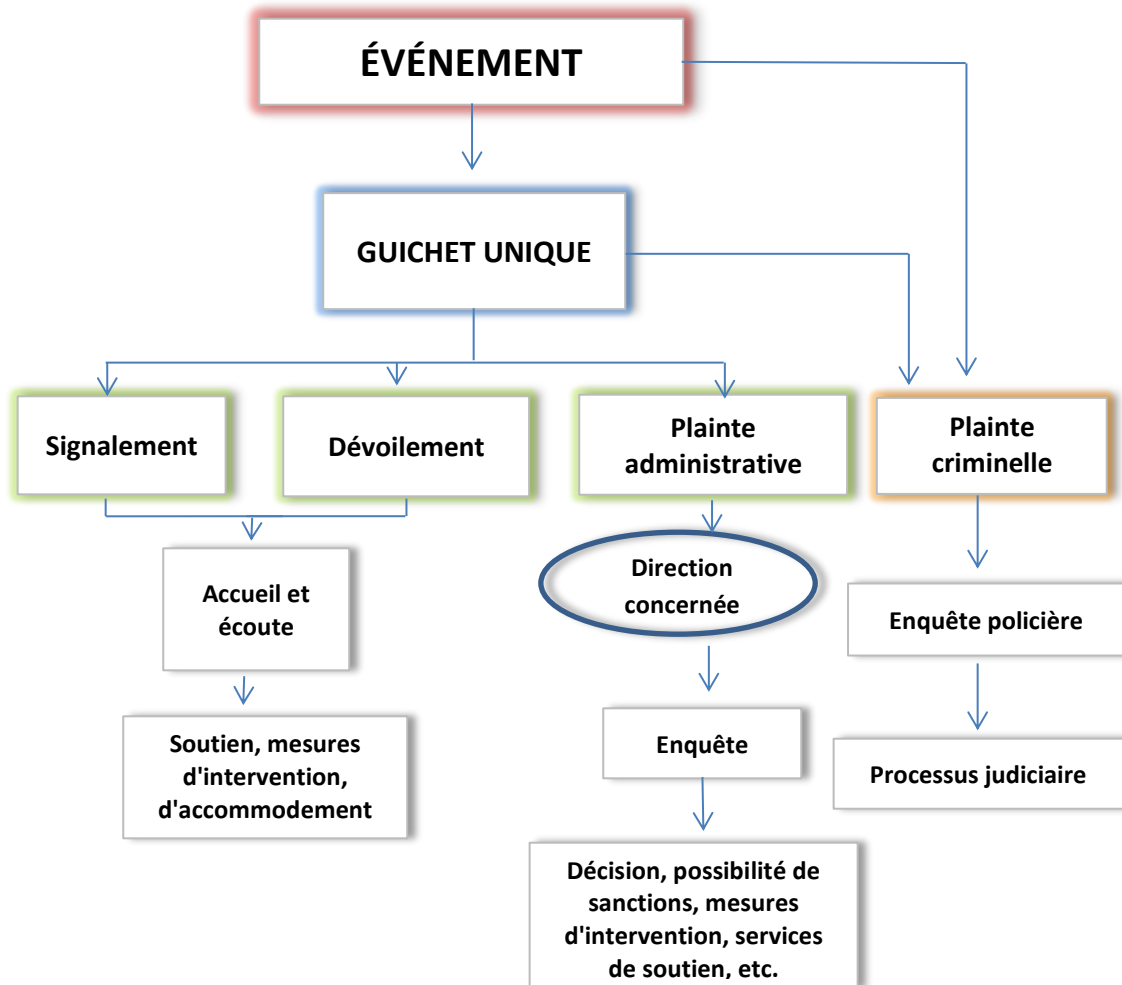 ÉVÉNEMENT
GUICHET UNIQUE
Signalement
Dévoilement
Plainte
administrative
Plainte
criminelle
Accueil et
écoute
Direction
concernée
Enquête policière
Soutien, mesures
d'intervention,
d'accommodement
Enquête
Processus judiciaire
Décision, possibilité de
sanctions, mesures
d'intervention, services
de soutien, etc.